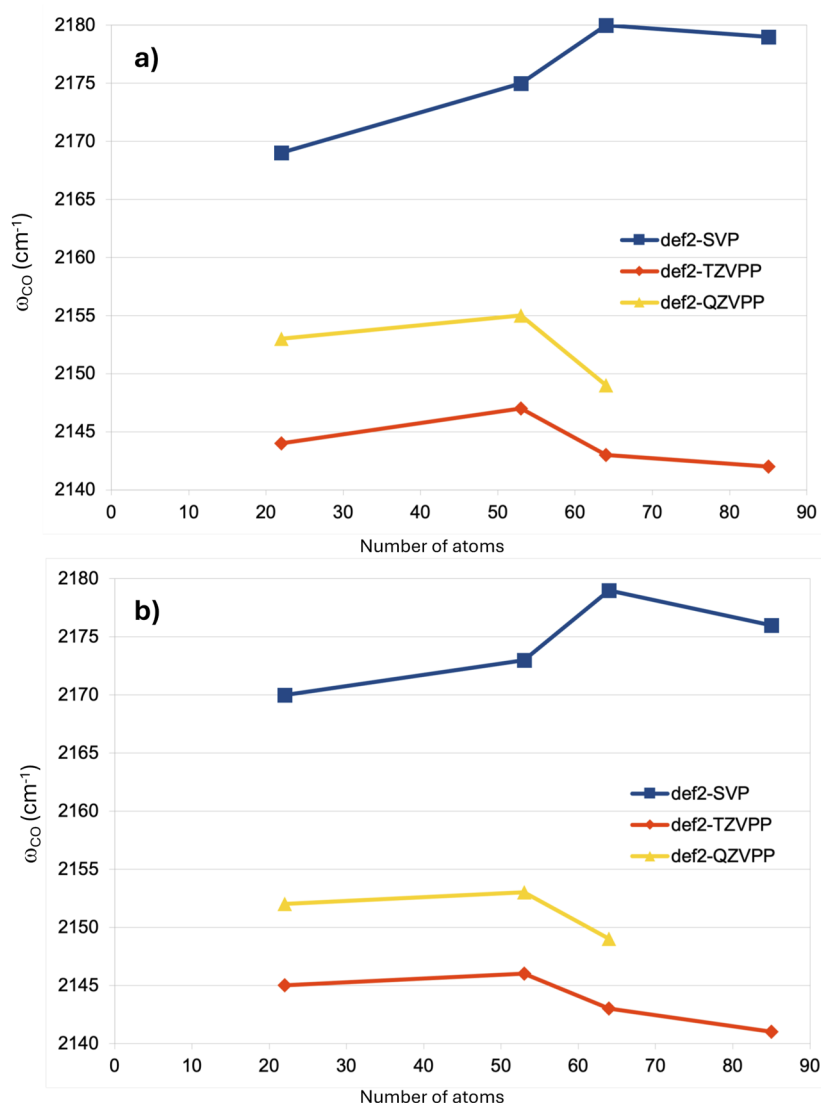 a)
2180
2175
2170
2165
2160
2155
2150
2145
2140
ωCO (cm-1)
def2-SVP
def2-TZVPP
def2-QZVPP
0 10 20 30 40 50 60 70 80 90
Number of atoms
b)
2180
2175
2170
2165
2160
2155
2150
2145
2140
ωCO (cm-1)
def2-SVP
def2-TZVPP
def2-QZVPP
0 10 20 30 40 50 60 70 80 90
Number of atoms